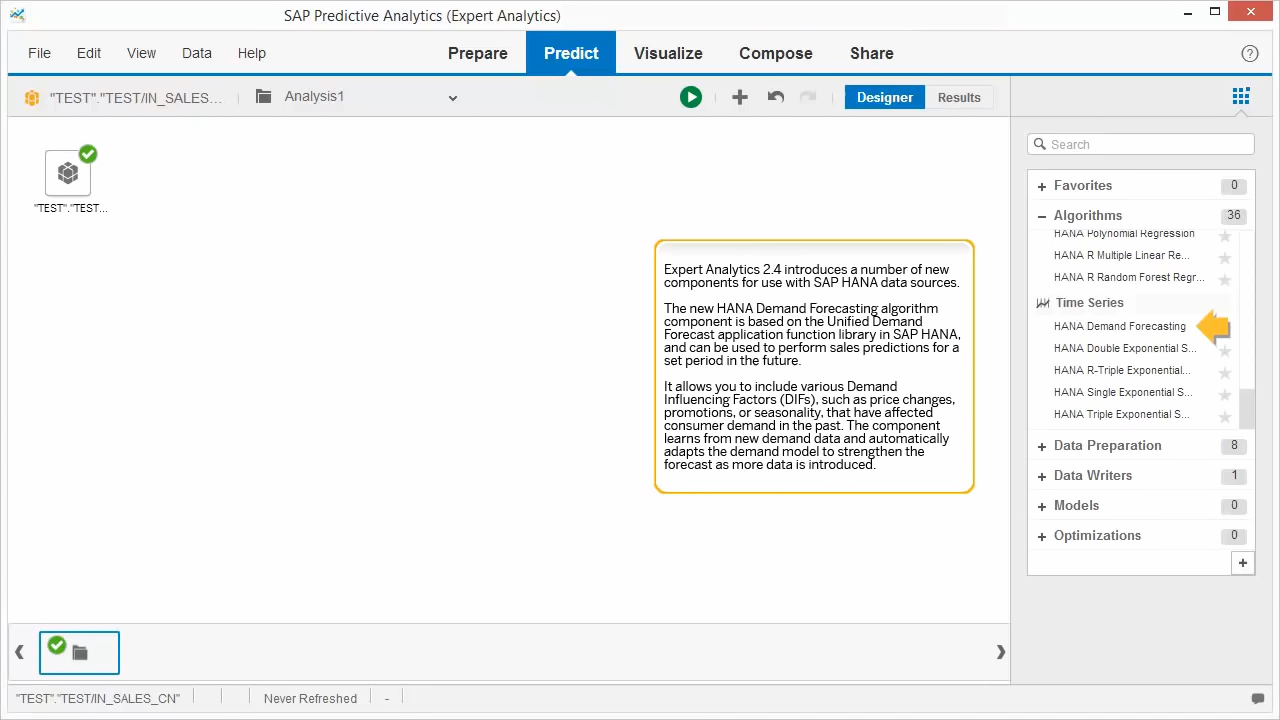 SAP Predictive Analytics (Expert Analytics)
File Edit View Data Help Prepare Predict Visualize Compose Share
"TEST"."TEST/IN_SALES... Analysis1 Designer Results
Search
"TEST"."TEST...
Favorites 0
Algorithms 36
HANA Polynomial Regression
HANA R Multiple Linear Re...
HANA R Random Forest Regr...
Time Series
HANA Demand Forecasting
HANA Double Exponential S...
HANA R-Triple Exponential...
HANA Single Exponential S...
HANA Triple Exponential S...
Data Preparation 8
Data Writers 1
Models 0
Optimizations 0
Expert Analytics 2.4 introduces a number of new
components for use with SAP HANA data sources.
The new HANA Demand Forecasting algorithm
component is based on the Unified Demand
Forecast application function library in SAP HANA,
and can be used to perform sales predictions for a
set period in the future.
It allows you to include various Demand
Influencing Factors (DIFs), such as price changes,
promotions, or seasonality, that have affected
consumer demand in the past. The component
learns from new demand data and automatically
adapts the demand model to strengthen the
forecast as more data is introduced.
"TEST"."TEST/IN_SALES_CN" Never Refreshed -